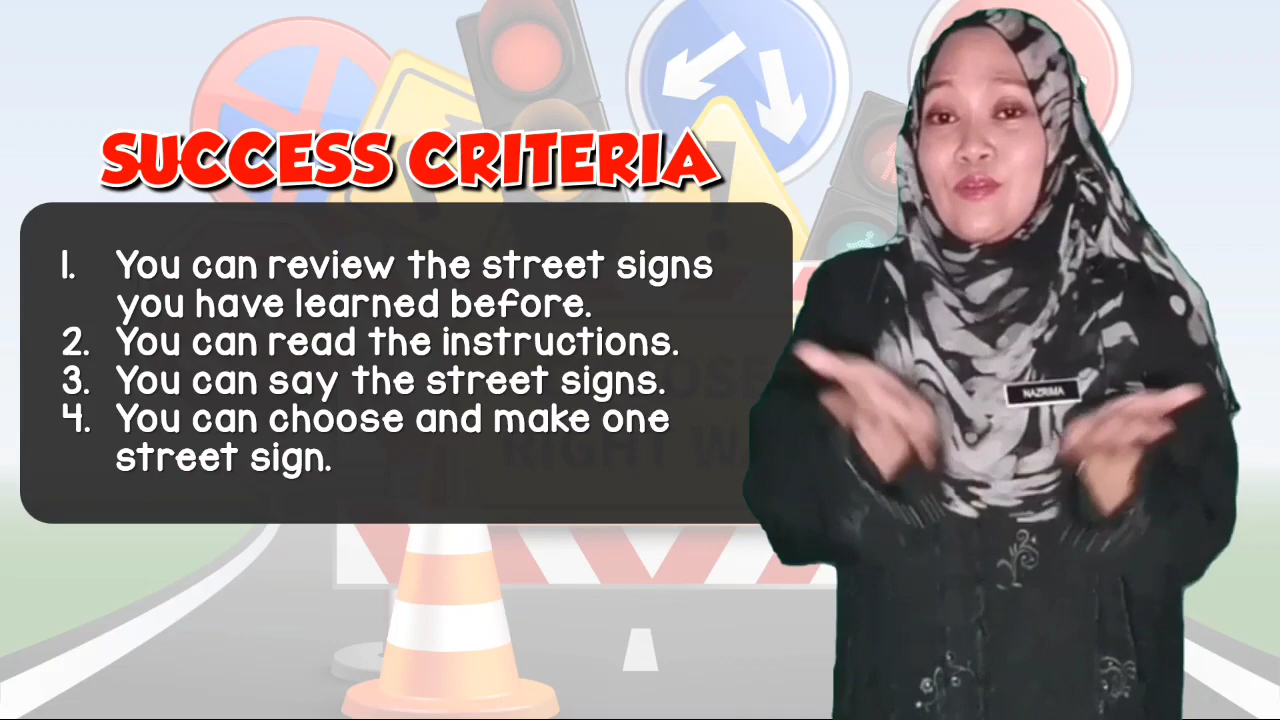 SUCCESS CRITERIA
1. You can review the street signs
you have learned before.
2. You can read the instructions.
3. You can say the street signs.
4. You can choose and make one
street sign.
NAZRIMA
RIGHT